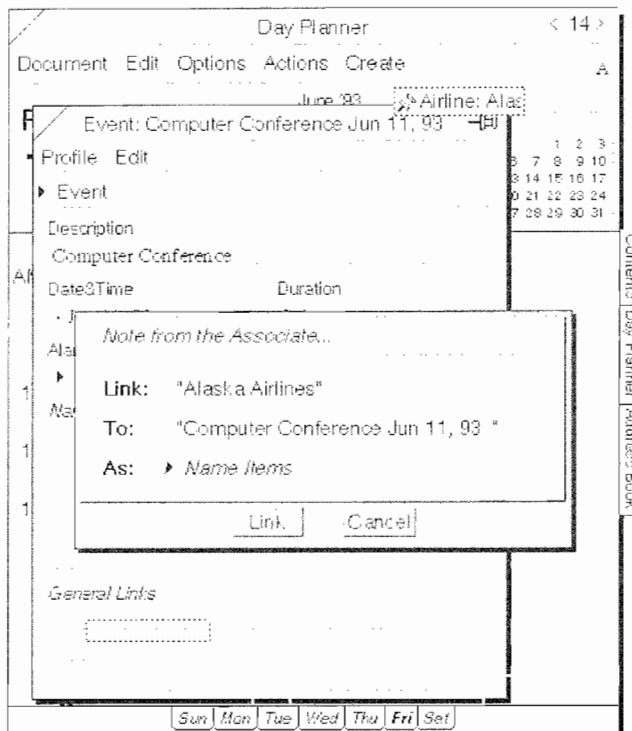 Day Planner < 14 >
Document Edit Options Actions Create A
June '93 Airline: Alas
Event: Computer Conference Jun 11, 93
1 2 3
Profile Edit 7 8 9 10
14 15 16 17
Event 21 22 23 24
28 29 30 31
Description
Computer Conference
Date&Time Duration
Note from the Associate...
Link: "Alaska Airlines"
To: "Computer Conference Jun 11, 93 "
As: Name Items
Link Cancel
General Links
Sun Mon Tue Wed Thu Fri Sat
Contents Day Planner Address Book